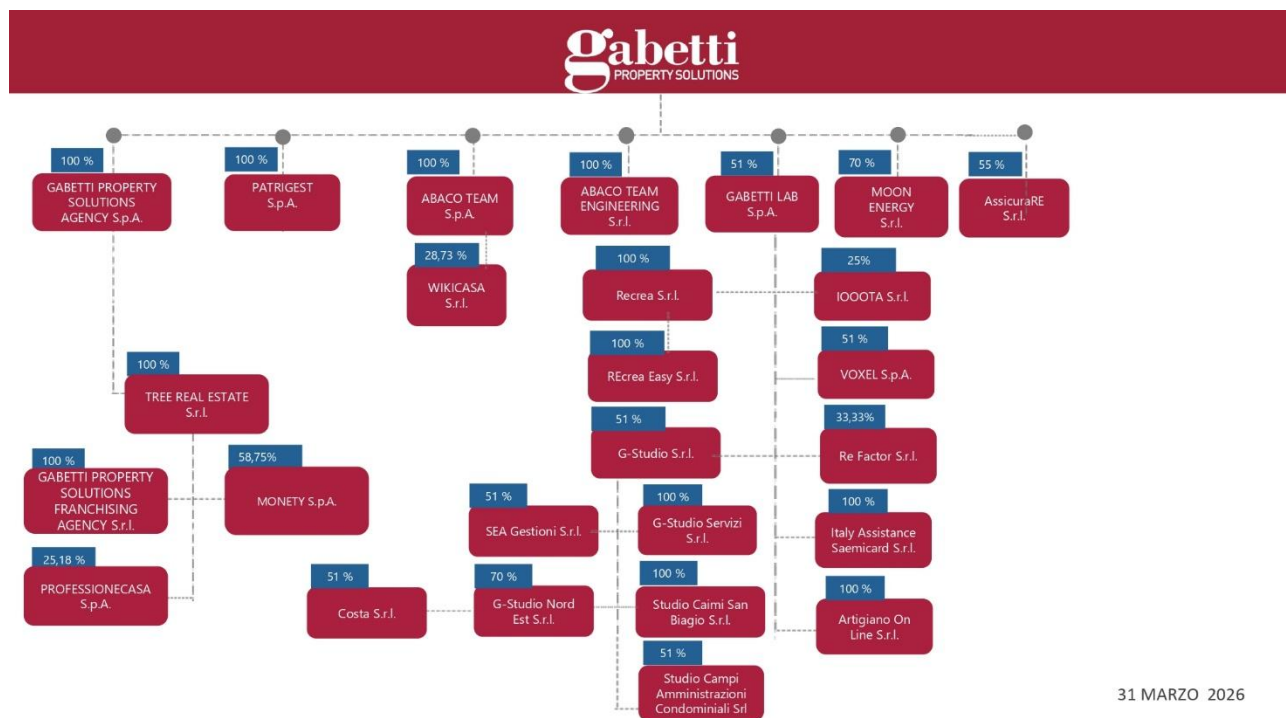 gabetti
PROPERTY SOLUTIONS
100 %
GABETTI PROPERTY
SOLUTIONS
AGENCY S.p.A.
100 %
PATRIGEST
S.p.A.
100 %
ABACO TEAM
S.p.A.
100 %
ABACO TEAM
ENGINEERING
S.r.l.
51 %
GABETTI LAB
S.p.A.
70 %
MOON
ENERGY
S.r.l.
55 %
AssicuraRE
S.r.l.
28,73 %
WIKICASA
S.r.l.
100 %
Recrea S.r.l.
25%
IOOOTA S.r.l.
100 %
REcrea Easy S.r.l.
51 %
VOXEL S.p.A.
100 %
TREE REAL ESTATE
S.r.l.
51 %
G-Studio S.r.l.
33,33%
Re Factor S.r.l.
100 %
GABETTI PROPERTY
SOLUTIONS
FRANCHISING
AGENCY S.r.l.
58,75%
MONETY S.p.A.
51 %
SEA Gestioni S.r.l.
100 %
G-Studio Servizi
S.r.l.
100 %
Italy Assistance
Saemicard S.r.l.
25,18 %
PROFESSIONECASA
S.p.A.
51 %
Costa S.r.l.
70 %
G-Studio Nord
Est S.r.l.
100 %
Studio Caimi San
Biagio S.r.l.
100 %
Artigiano On
Line S.r.l.
51 %
Studio Campi
Amministrazioni
Condominiali Srl
31 MARZO 2026